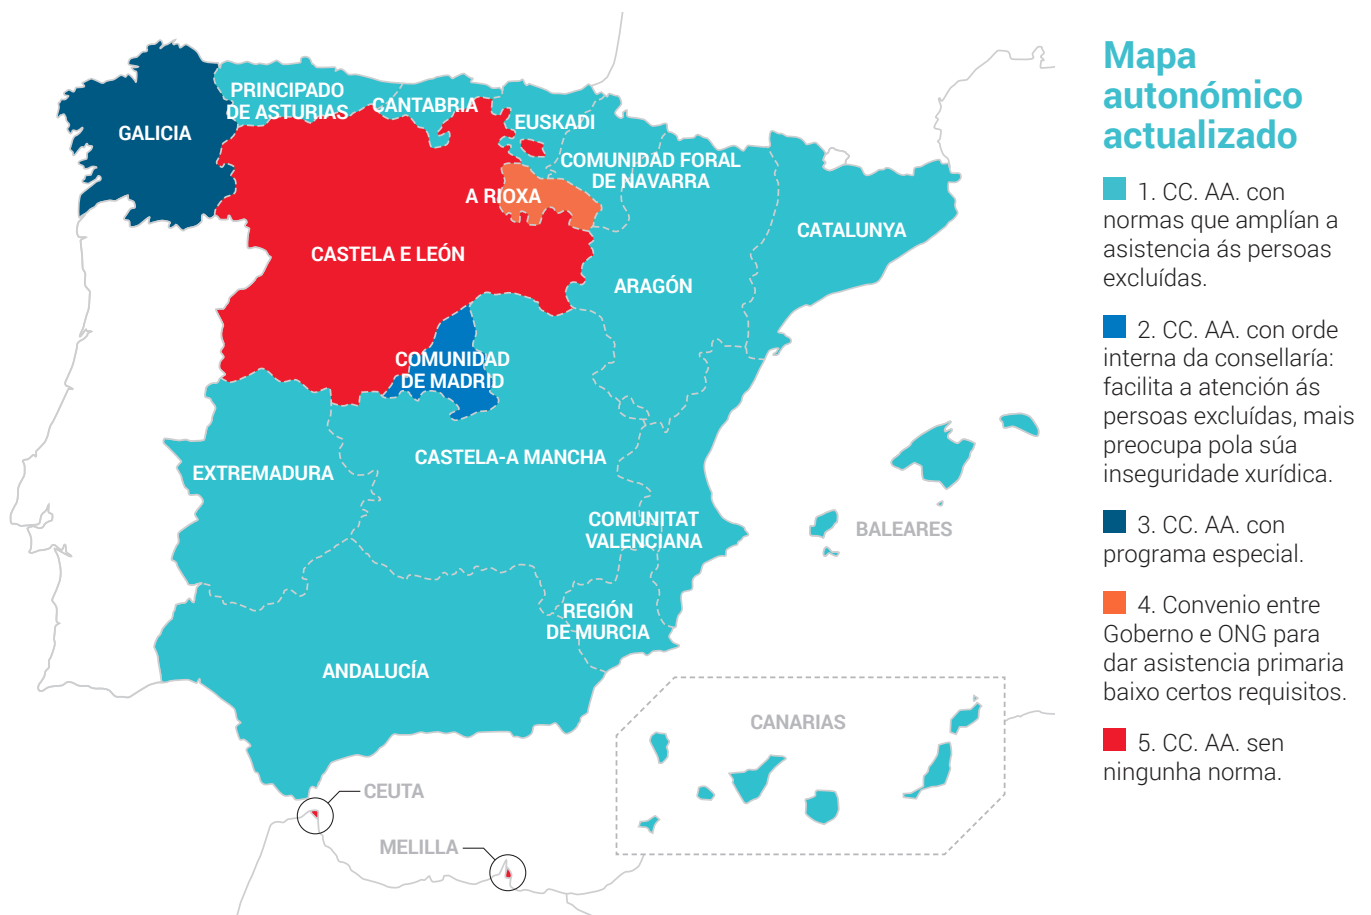 Mapa
autonómico
actualizado
1. CC. AA. con
normas que amplían a
asistencia ás persoas
excluídas.
2. CC. AA. con orde
interna da consellaría:
facilita a atención ás
persoas excluídas, mais
preocupa pola súa
inseguridade xurídica.
3. CC. AA. con
programa especial.
4. Convenio entre
Goberno e ONG para
dar asistencia primaria
baixo certos requisitos.
5. CC. AA. sen
ningunha norma.
GALICIA
PRINCIPADO
DE ASTURIAS
CANTABRIA
EUSKADI
COMUNIDAD FORAL
DE NAVARRA
A RIOXA
CATALUNYA
CASTELA E LEÓN
ARAGÓN
COMUNIDAD
DE MADRID
EXTREMADURA
CASTELA-A MANCHA
COMUNITAT
VALENCIANA
BALEARES
REGIÓN
DE MURCIA
ANDALUCÍA
CANARIAS
CEUTA
MELILLA